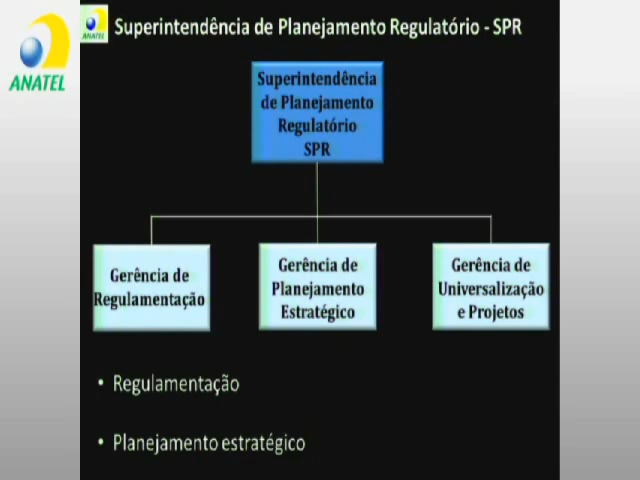 ANATEL
ANATEL
Superintendência de Planejamento Regulatório - SPR
Superintendência
de Planejamento
Regulatório
SPR
Gerência de
Regulamentação
Gerência de
Planejamento
Estratégico
Gerência de
Universalização
e Projetos
• Regulamentação
• Planejamento estratégico